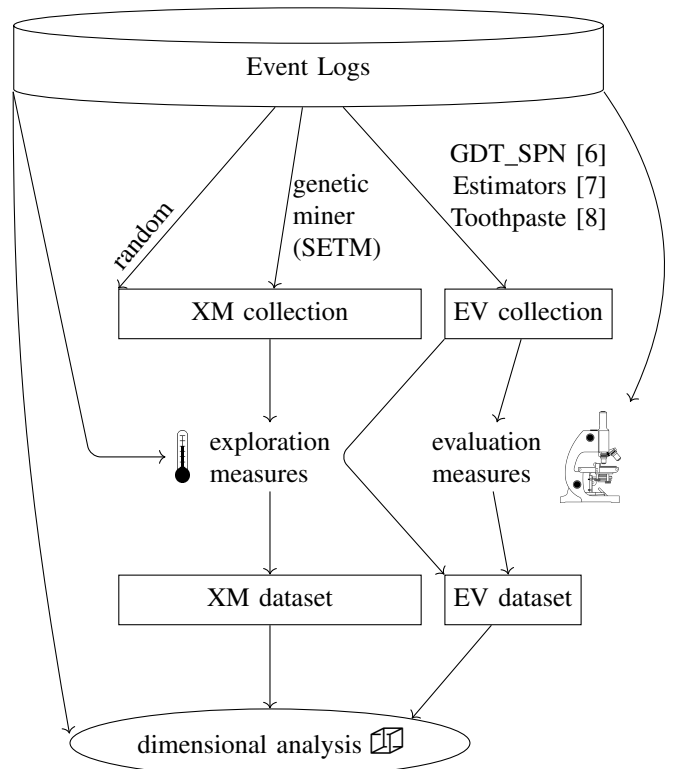 Event Logs
GDT_SPN [6]
Estimators [7]
Toothpaste [8]
genetic
miner
(SETM)
random
XM collection
EV collection
exploration
measures
evaluation
measures
XM dataset
EV dataset
dimensional analysis